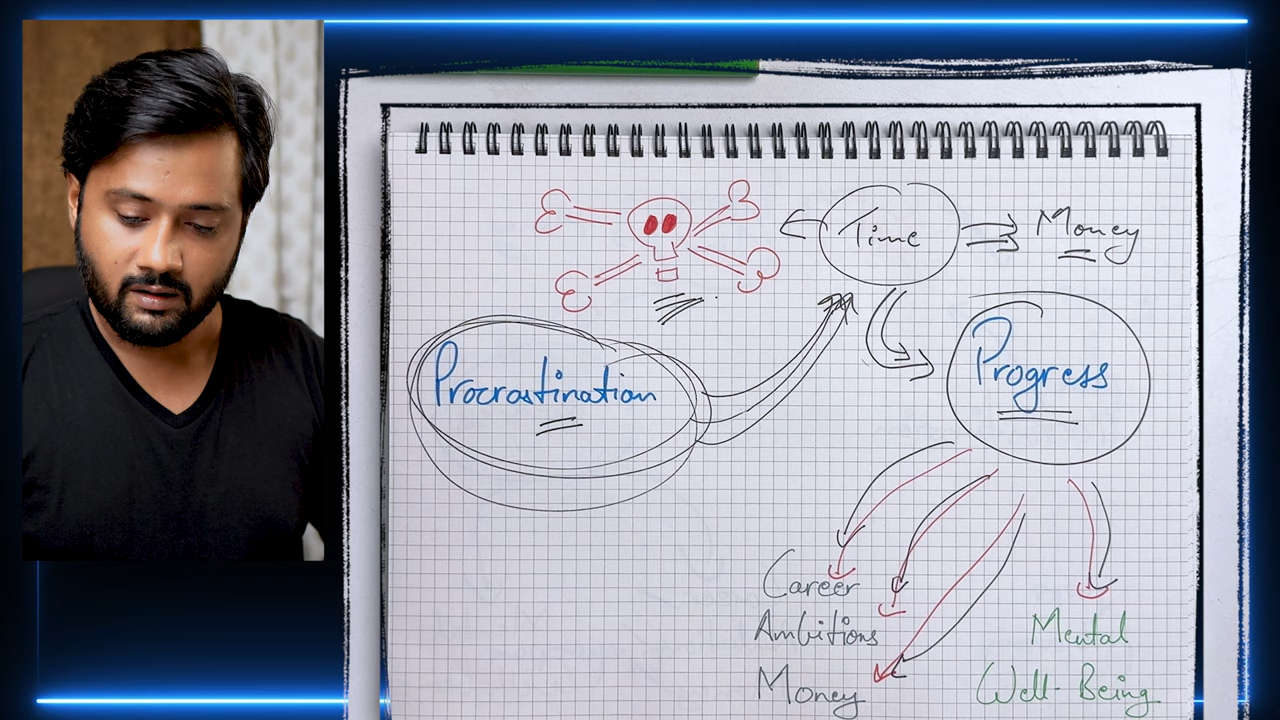 Time
Money
Procrastination
Progress
Career
Ambitions
Money
Mental
Well-Being